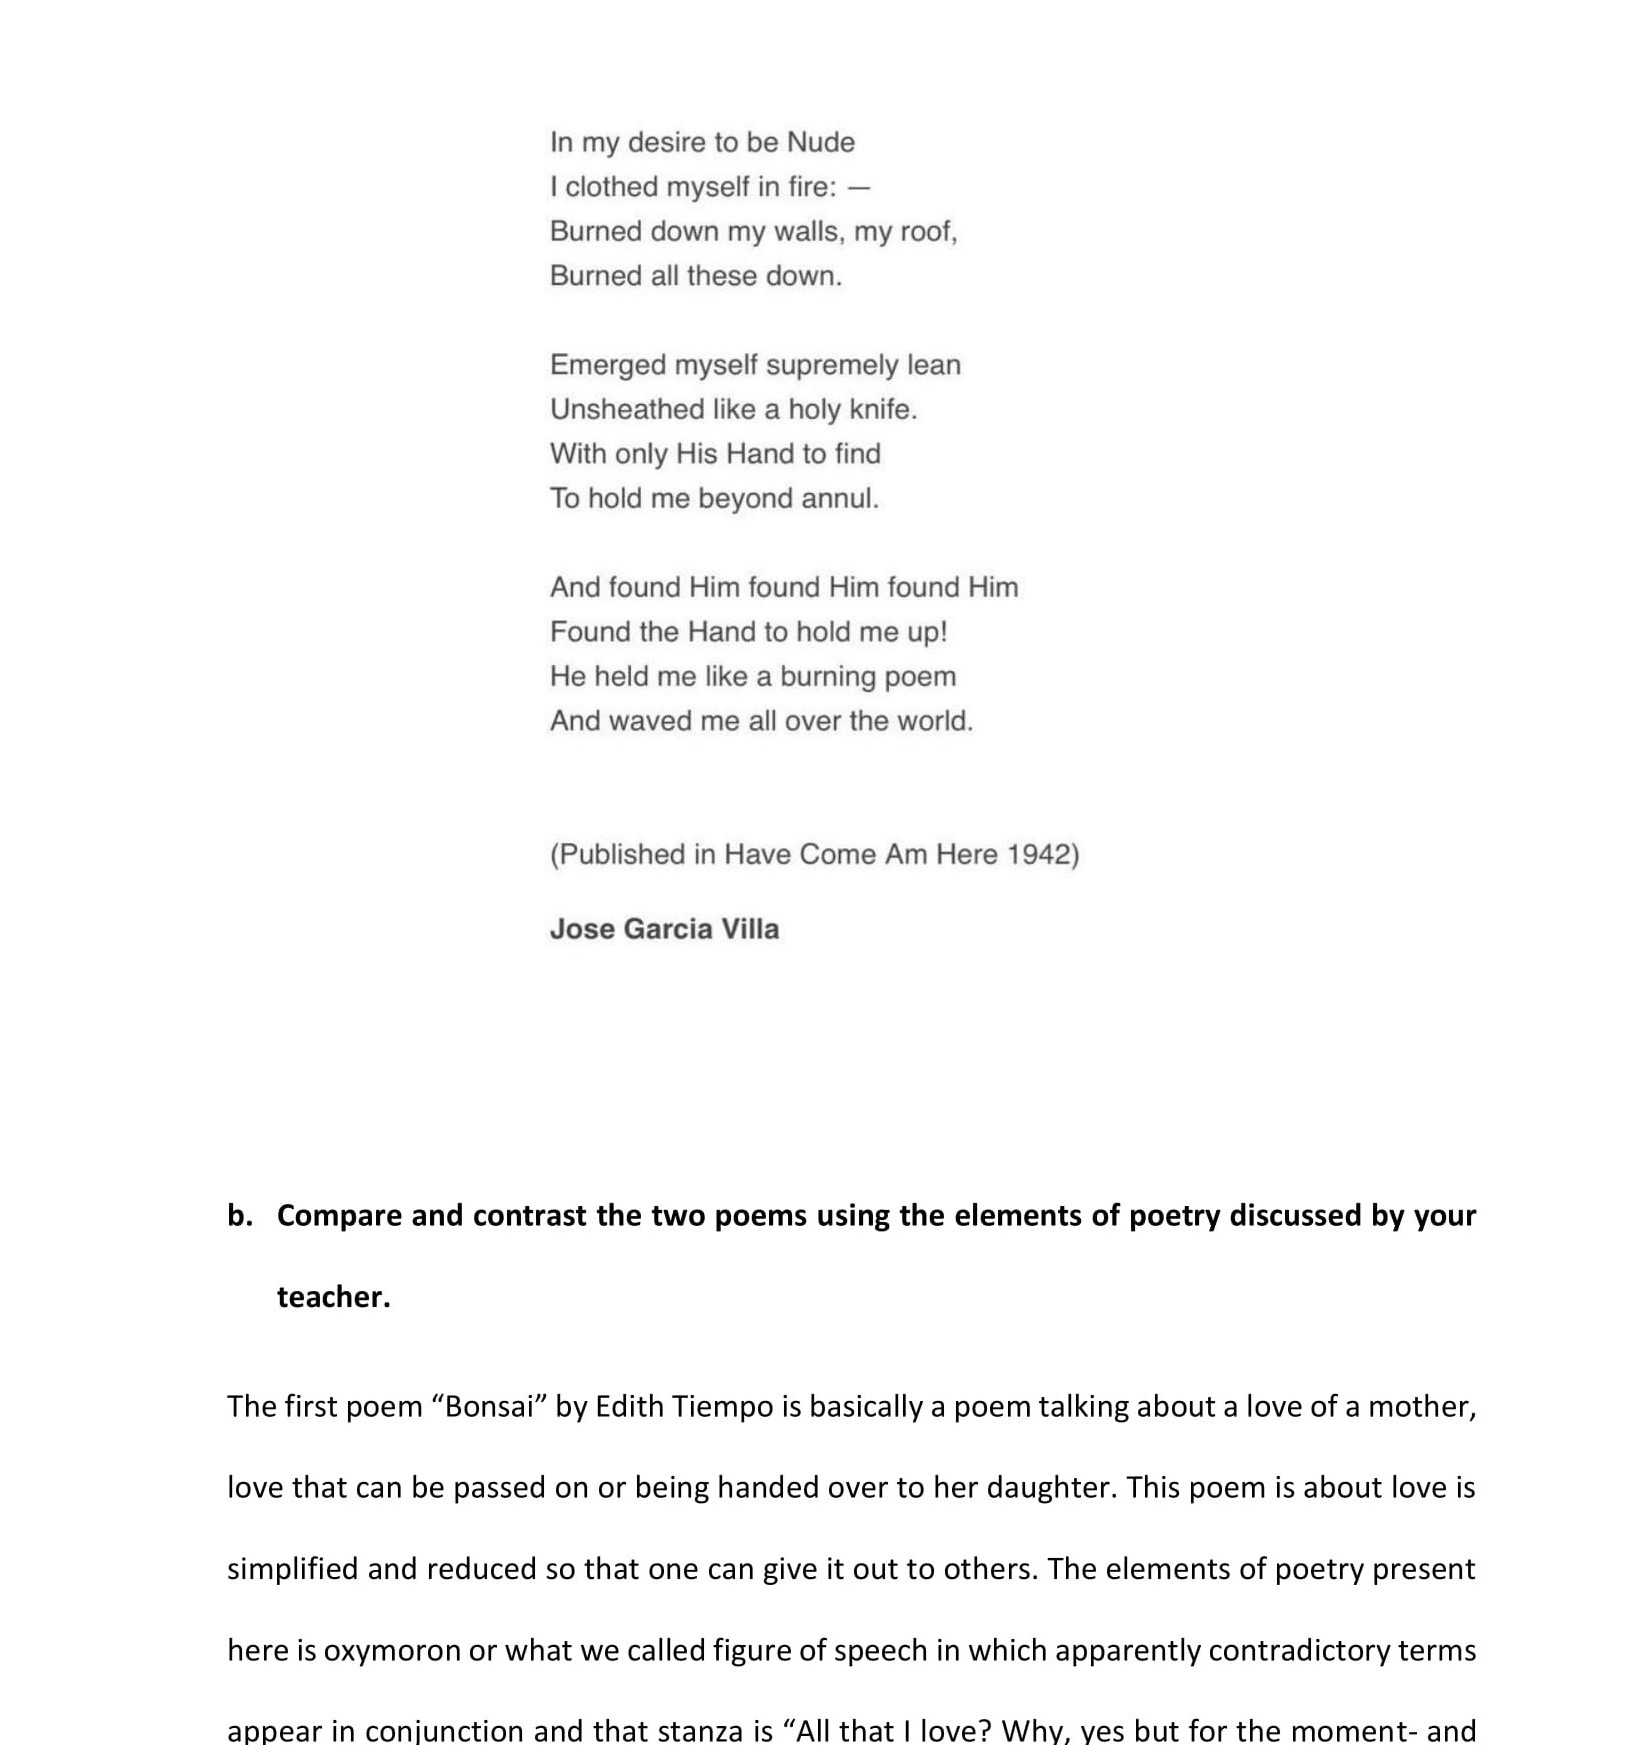 In my desire to be Nude
I clothed myself in fire: —
Burned down my walls, my roof,
Burned all these down.
Emerged myself supremely lean
Unsheathed like a holy knife.
With only His Hand to find
To hold me beyond annul.
And found Him found Him found Him
Found the Hand to hold me up!
He held me like a burning poem
And waved me all over the world.
(Published in Have Come Am Here 1942)
Jose Garcia Villa
b. Compare and contrast the two poems using the elements of poetry discussed by your
teacher.
The first poem “Bonsai” by Edith Tiempo is basically a poem talking about a love of a mother,
love that can be passed on or being handed over to her daughter. This poem is about love is
simplified and reduced so that one can give it out to others. The elements of poetry present
here is oxymoron or what we called figure of speech in which apparently contradictory terms
appear in conjunction and that stanza is “All that I love? Why, yes but for the moment- and